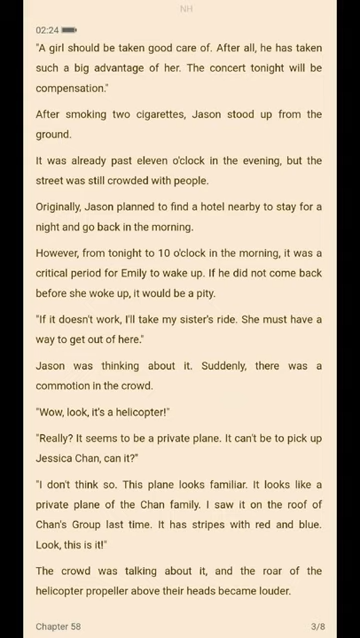 NH
02:24
"A girl should be taken good care of. After all, he has taken
such a big advantage of her. The concert tonight will be
compensation."
After smoking two cigarettes, Jason stood up from the
ground.
It was already past eleven o'clock in the evening, but the
street was still crowded with people.
Originally, Jason planned to find a hotel nearby to stay for a
night and go back in the morning.
However, from tonight to 10 o'clock in the morning, it was a
critical period for Emily to wake up. If he did not come back
before she woke up, it would be a pity.
"If it doesn't work, I'll take my sister's ride. She must have a
way to get out of here."
Jason was thinking about it. Suddenly, there was a
commotion in the crowd.
"Wow, look, it's a helicopter!"
"Really? It seems to be a private plane. It can't be to pick up
Jessica Chan, can it?"
"I don't think so. This plane looks familiar. It looks like a
private plane of the Chan family. I saw it on the roof of
Chan's Group last time. It has stripes with red and blue.
Look, this is it!"
The crowd was talking about it, and the roar of the
helicopter propeller above their heads became louder.
Chapter 58
3/8